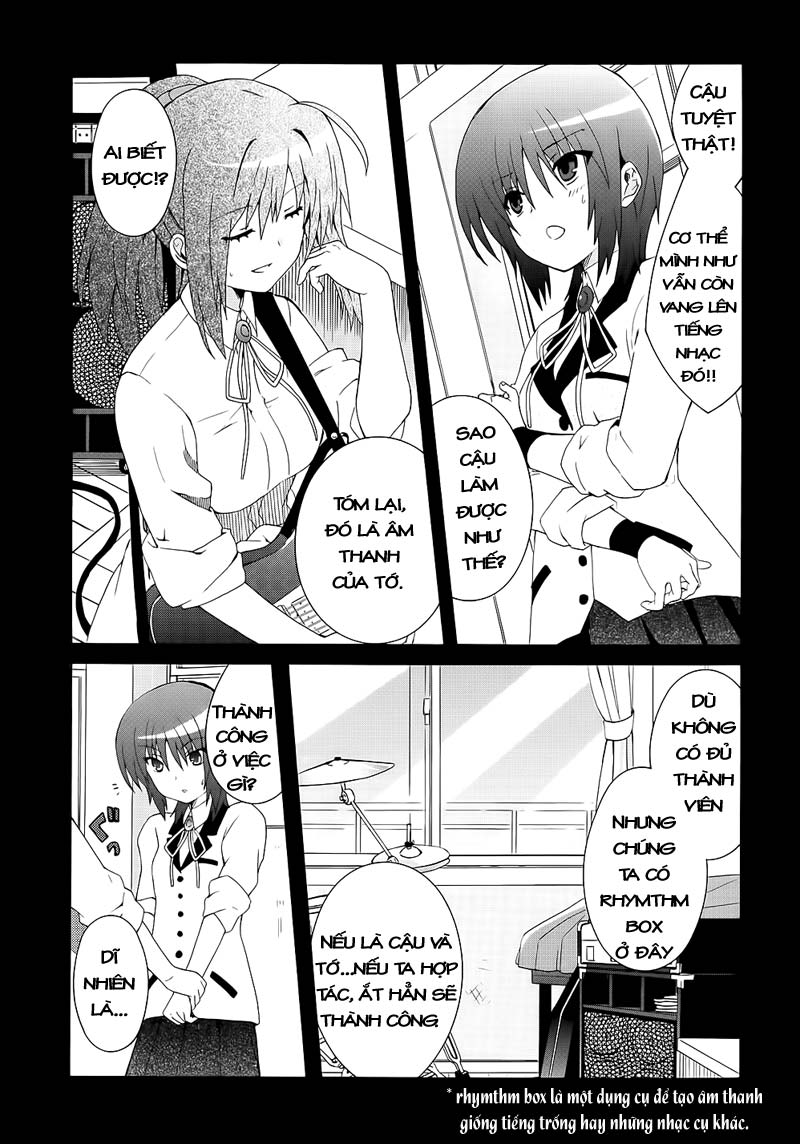 CẬU
TUYỆT
THẬT!
CƠ THỂ
MÌNH NHƯ
VẪN CÒN
VANG LÊN
TIẾNG
NHẠC
ĐÓ!!
SAO
CẬU
LÀM
ĐƯỢC
NHƯ
THẾ?
AI BIẾT
ĐƯỢC!?
TÓM LẠI,
ĐÓ LÀ ÂM
THANH
CỦA TỚ.
DÙ
KHÔNG
CÓ ĐỦ
THÀNH
VIÊN
NHƯNG
CHÚNG
TA CÓ
RHYMTHM
BOX
Ở ĐÂY
NẾU LÀ CẬU VÀ
TỚ...NẾU TA HỢP
TÁC, ẮT HẲN SẼ
THÀNH CÔNG.
THÀNH
CÔNG
Ở VIỆC
GÌ?
DĨ
NHIÊN
LÀ...
* rhymthm box là một dụng cụ để tạo âm thanh
giống tiếng trống hay những nhạc cụ khác.